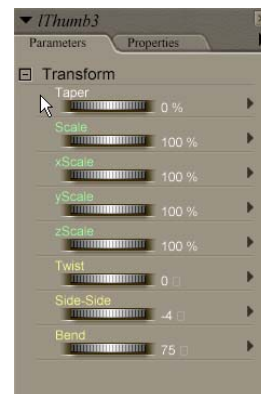 lThumb3
Parameters Properties
Transform
Taper
0 %
Scale
100 %
xScale
100 %
yScale
100 %
zScale
100 %
Twist
0 □
Side-Side
-4 □
Bend
75 □